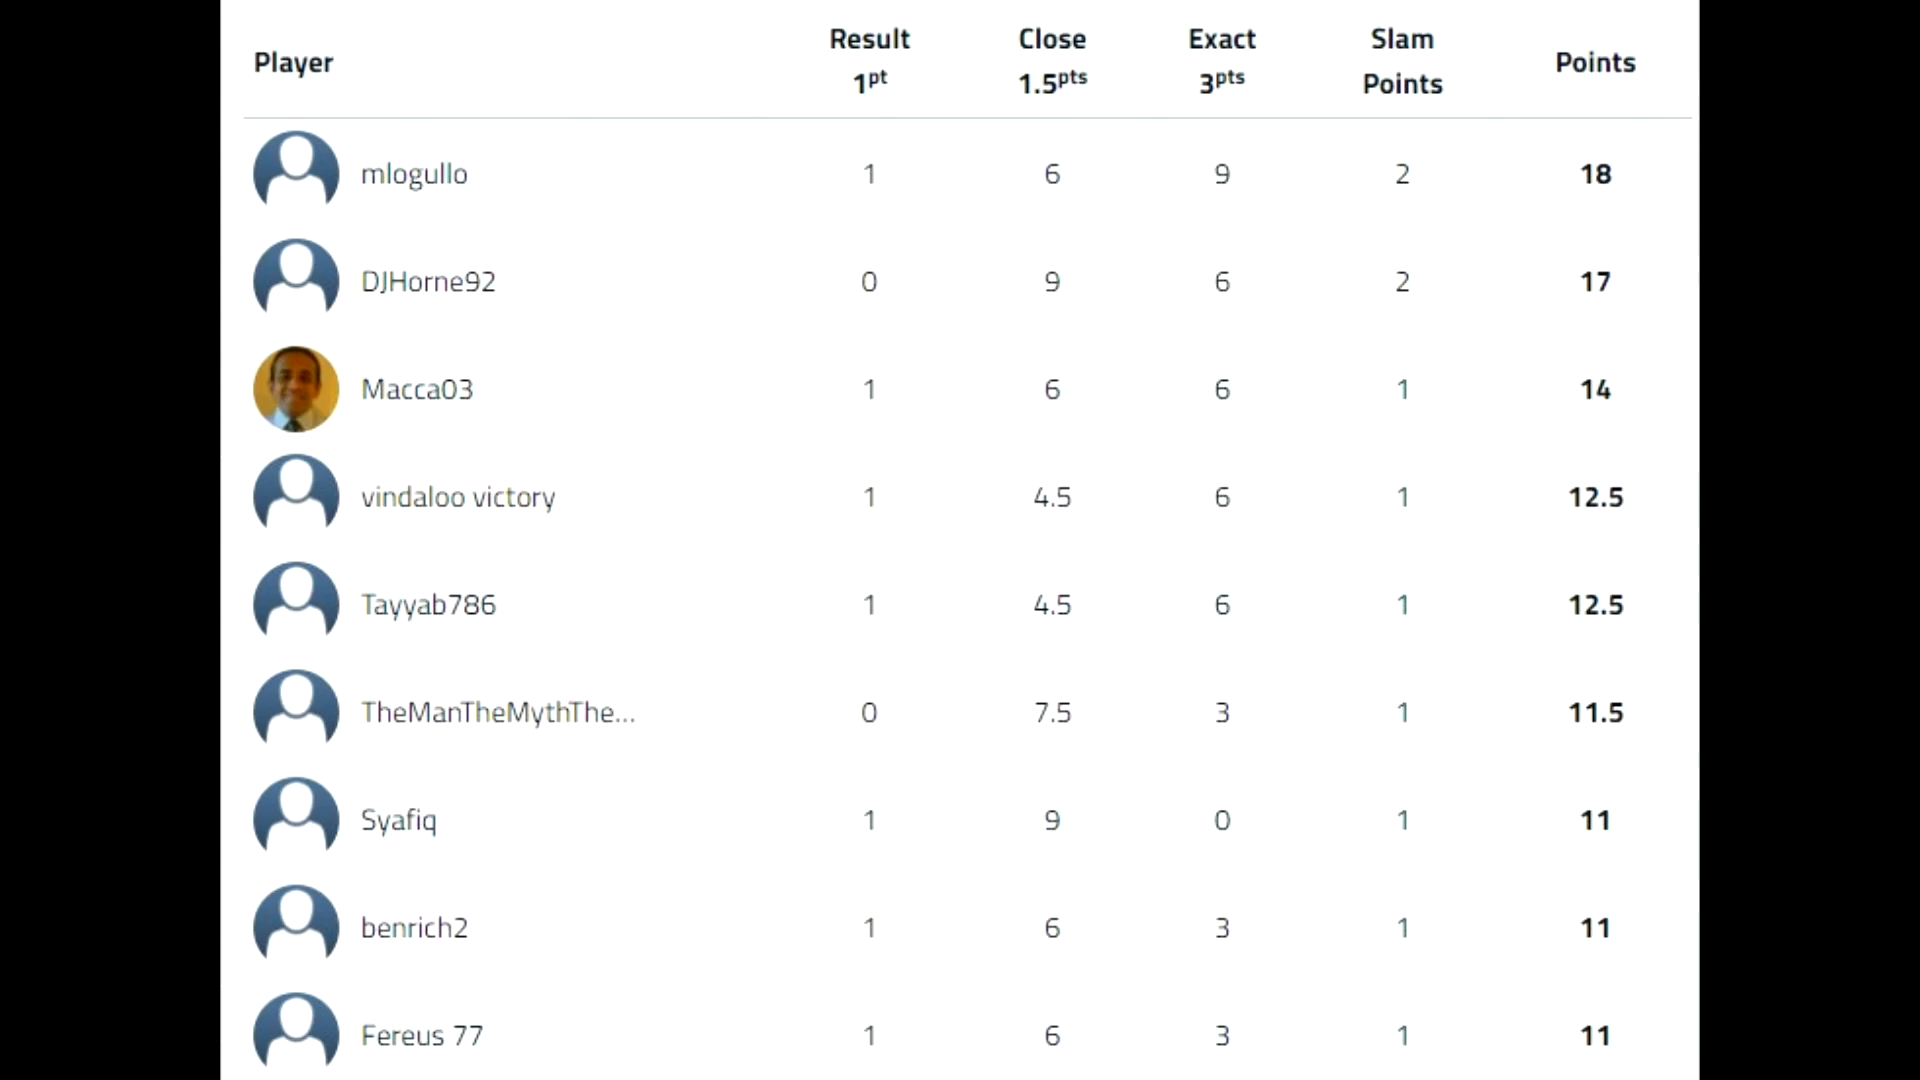 Player Result 1pt Close 1.5pts Exact 3pts Slam Points Points
mlogullo 1 6 9 2 18
DJHorne92 0 9 6 2 17
Macca03 1 6 6 1 14
vindaloo victory 1 4.5 6 1 12.5
Tayyab786 1 4.5 6 1 12.5
TheManTheMythThe... 0 7.5 3 1 11.5
Syafiq 1 9 0 1 11
benrich2 1 6 3 1 11
Fereus 77 1 6 3 1 11